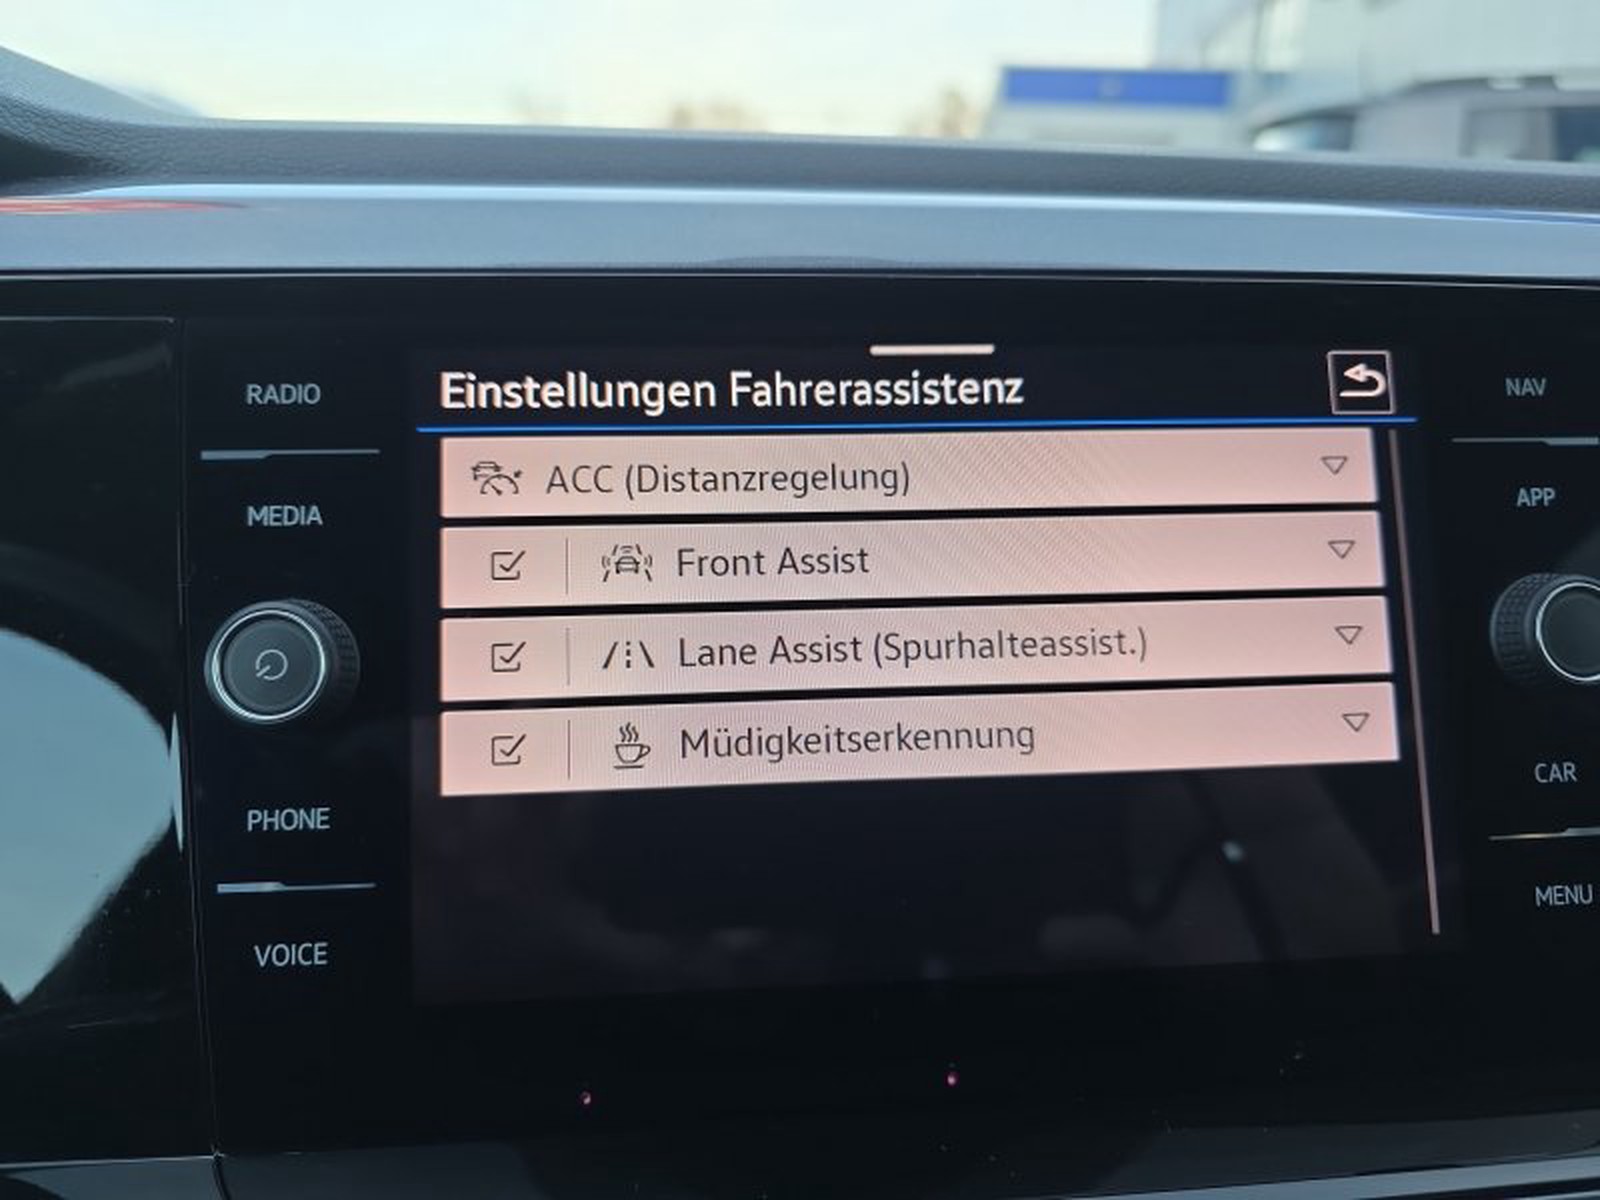 Einstellungen Fahrerassistenz
ACC (Distanzregelung)
Front Assist
Lane Assist (Spurhalteassist.)
Müdigkeitserkennung
RADIO
MEDIA
PHONE
VOICE
NAV
APP
CAR
MENU